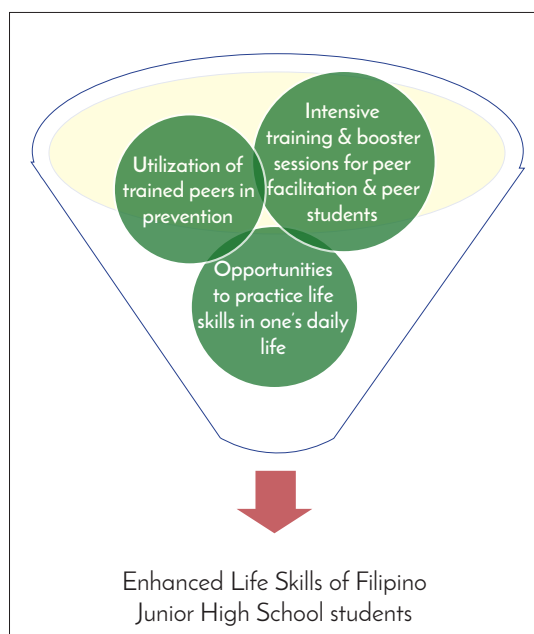 Intensive
training & booster
sessions for peer
facilitation & peer
students
Utilization of
trained peers in
prevention
Opportunities
to practice life
skills in one's daily
life
Enhanced Life Skills of Filipino
Junior High School students